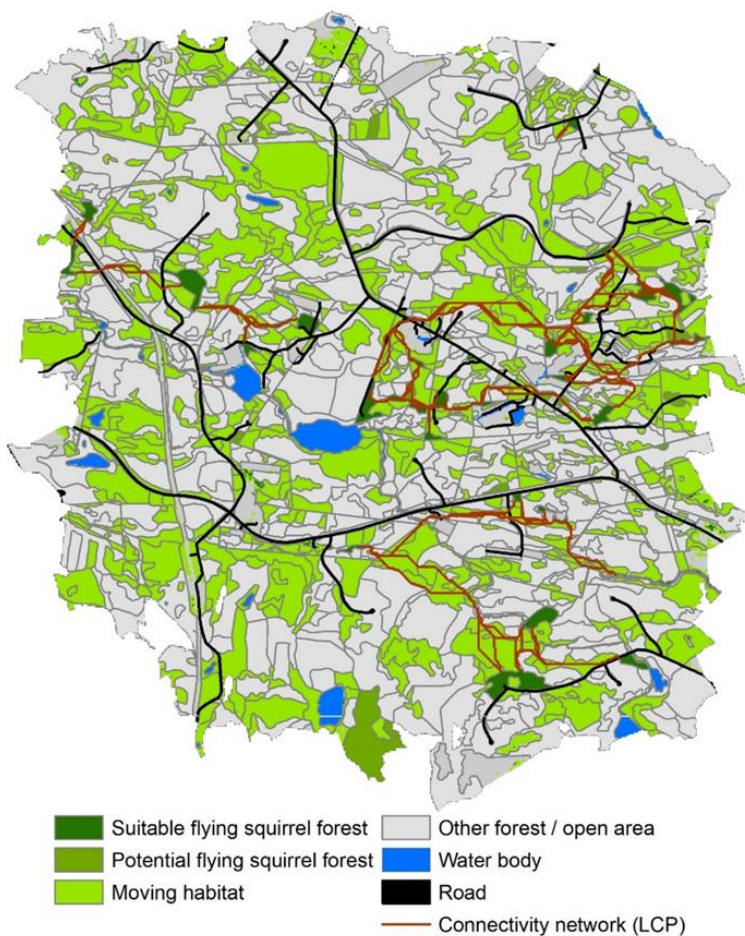 Suitable flying squirrel forest
Potential flying squirrel forest
Moving habitat
Other forest / open area
Water body
Road
Connectivity network (LCP)